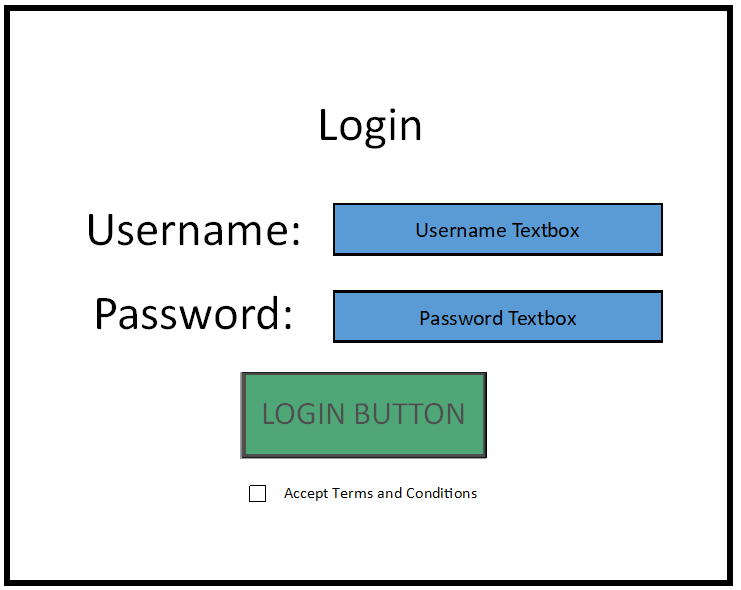 Login
Username:
Username Textbox
Password:
Password Textbox
LOGIN BUTTON
Accept Terms and Conditions